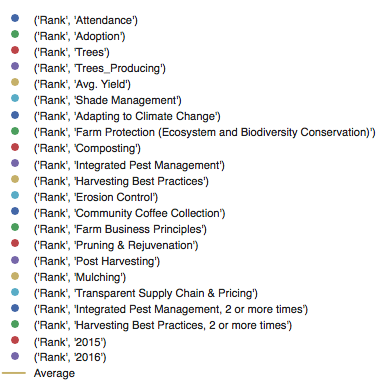 ('Rank', 'Attendance')
('Rank', 'Adoption')
('Rank', 'Trees')
('Rank', 'Trees_Producing')
('Rank', 'Avg. Yield')
('Rank', 'Shade Management')
('Rank', 'Adapting to Climate Change')
('Rank', 'Farm Protection (Ecosystem and Biodiversity Conservation)')
('Rank', 'Composting')
('Rank', 'Integrated Pest Management')
('Rank', 'Harvesting Best Practices')
('Rank', 'Erosion Control')
('Rank', 'Community Coffee Collection')
('Rank', 'Farm Business Principles')
('Rank', 'Pruning & Rejuvenation')
('Rank', 'Post Harvesting')
('Rank', 'Mulching')
('Rank', 'Transparent Supply Chain & Pricing')
('Rank', 'Integrated Pest Management, 2 or more times')
('Rank', 'Harvesting Best Practices, 2 or more times')
('Rank', '2015')
('Rank', '2016')
Average